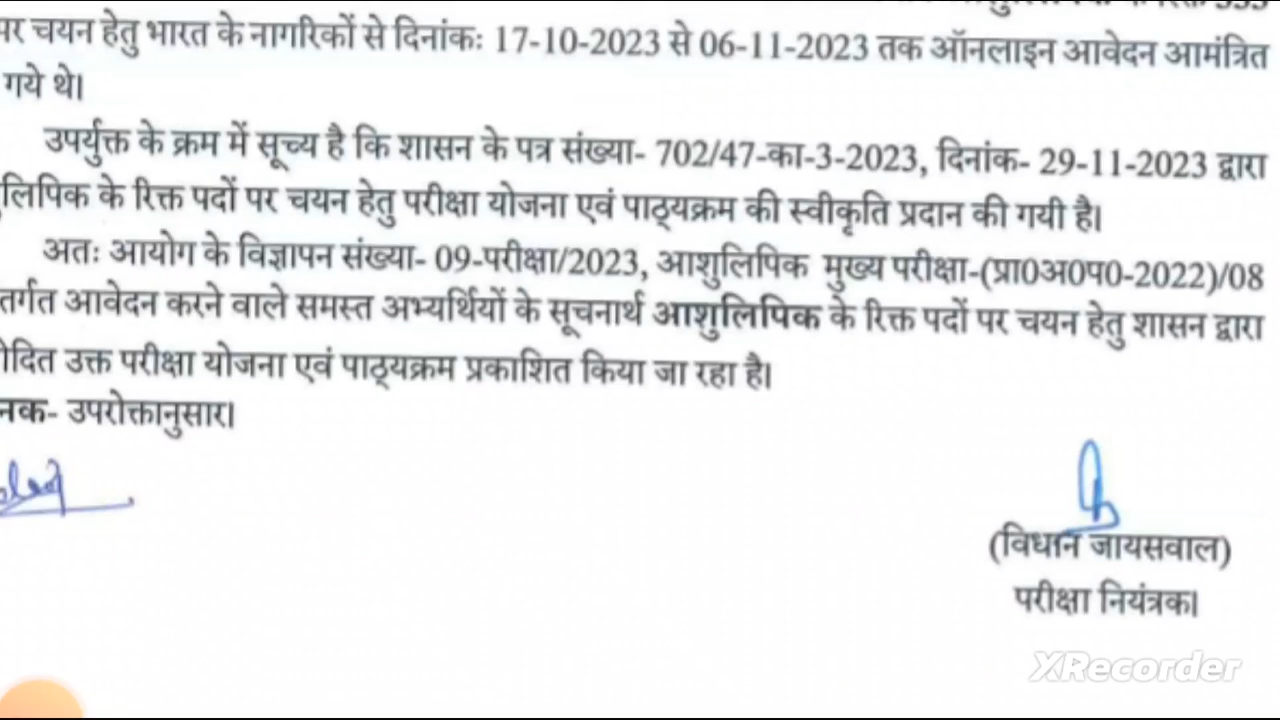 पर चयन हेतु भारत के नागरिकों से दिनांकः 17-10-2023 से 06-11-2023 तक ऑनलाइन आवेदन आमंत्रित
गये थे।
उपर्युक्त के क्रम में सूच्य है कि शासन के पत्र संख्या- 702/47-का-3-2023, दिनांक- 29-11-2023 द्वारा
लिपिक के रिक्त पदों पर चयन हेतु परीक्षा योजना एवं पाठ्यक्रम की स्वीकृति प्रदान की गयी है।
अतः आयोग के विज्ञापन संख्या- 09-परीक्षा/2023, आशुलिपिक मुख्य परीक्षा-(प्रा0अ0प0-2022)/08
तर्गत आवेदन करने वाले समस्त अभ्यर्थियों के सूचनार्थ आशुलिपिक के रिक्त पदों पर चयन हेतु शासन द्वारा
ोदित उक्त परीक्षा योजना एवं पाठ्यक्रम प्रकाशित किया जा रहा है।
नक- उपरोक्तानुसार।
(विधान जायसवाल)
परीक्षा नियंत्रक।
XRecorder